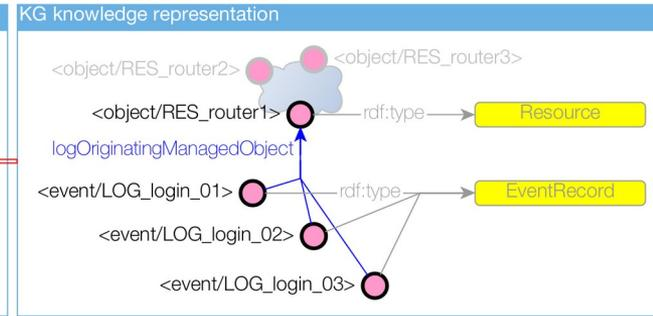 KG knowledge representation
<object/RES_router3>
<object/RES_router2>
<object/RES_router1>
rdf:type
Resource
logOriginatingManagedObject
<event/LOG_login_01>
rdf:type
EventRecord
<event/LOG_login_02>
<event/LOG_login_03>